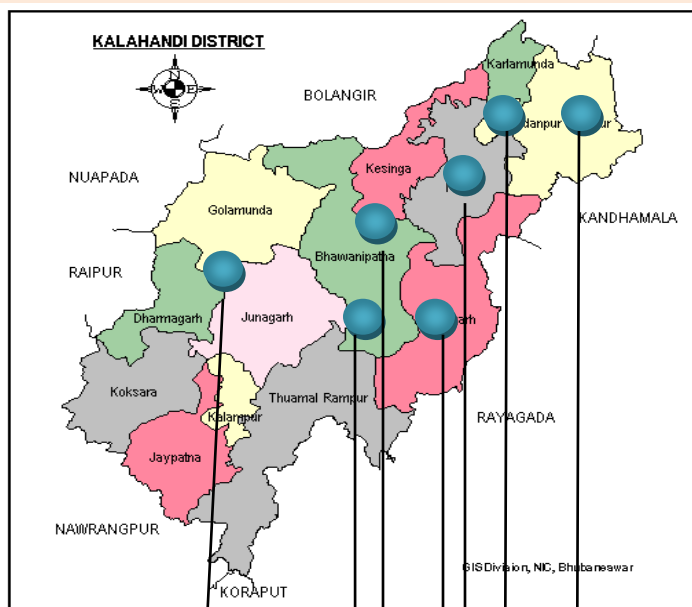 KALAHANDI DISTRICT
N
W E
S
BOLANGIR
Karlamunda
NUAPADA
Kesinga
Golamunda
KANDHAMALA
RAIPUR
Bhawanipatna
Dharmagarh
Junagarh
Koksara
Thuamal Rampur
Kalampur
RAYAGADA
Jaypatna
NAWRANGPUR
GIS Division, NIC, Bhubaneswar
KORAPUT